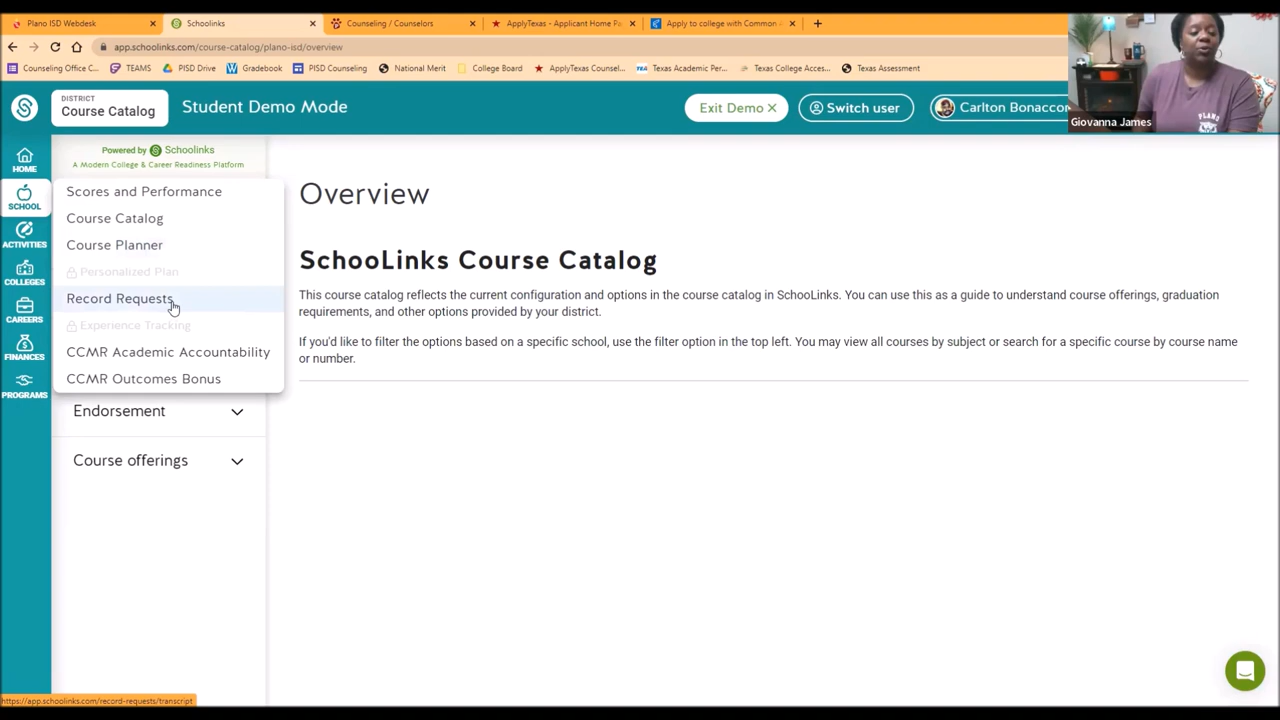 Plano ISD Webdesk
Schoolinks
Counseling / Counselors
ApplyTexas - Applicant Home Pa
Apply to college with Common
app.schoolinks.com/course-catalog/plano-isd/overview
Counseling Office C...
TEAMS
PISD Drive
Gradebook
PISD Counseling
National Merit
College Board
ApplyTexas Counsel...
Texas Academic Per...
Texas College Acces...
Texas Assessment
DISTRICT
Course Catalog
Student Demo Mode
Exit Demo ×
Switch user
Carlton Bonaccor
Giovanna James
PLANO
HOME
SCHOOL
ACTIVITIES
COLLEGES
CAREERS
FINANCES
PROGRAMS
Powered by Schoolinks
A Modern College & Career Readiness Platform
Scores and Performance
Course Catalog
Course Planner
Personalized Plan
Record Requests
Experience Tracking
CCMR Academic Accountability
CCMR Outcomes Bonus
Endorsement
Course offerings
Overview
SchooLinks Course Catalog
This course catalog reflects the current configuration and options in the course catalog in SchooLinks. You can use this as a guide to understand course offerings, graduation
requirements, and other options provided by your district.
If you'd like to filter the options based on a specific school, use the filter option in the top left. You may view all courses by subject or search for a specific course by course name
or number.
https://app.schoolinks.com/record-requests/transcript